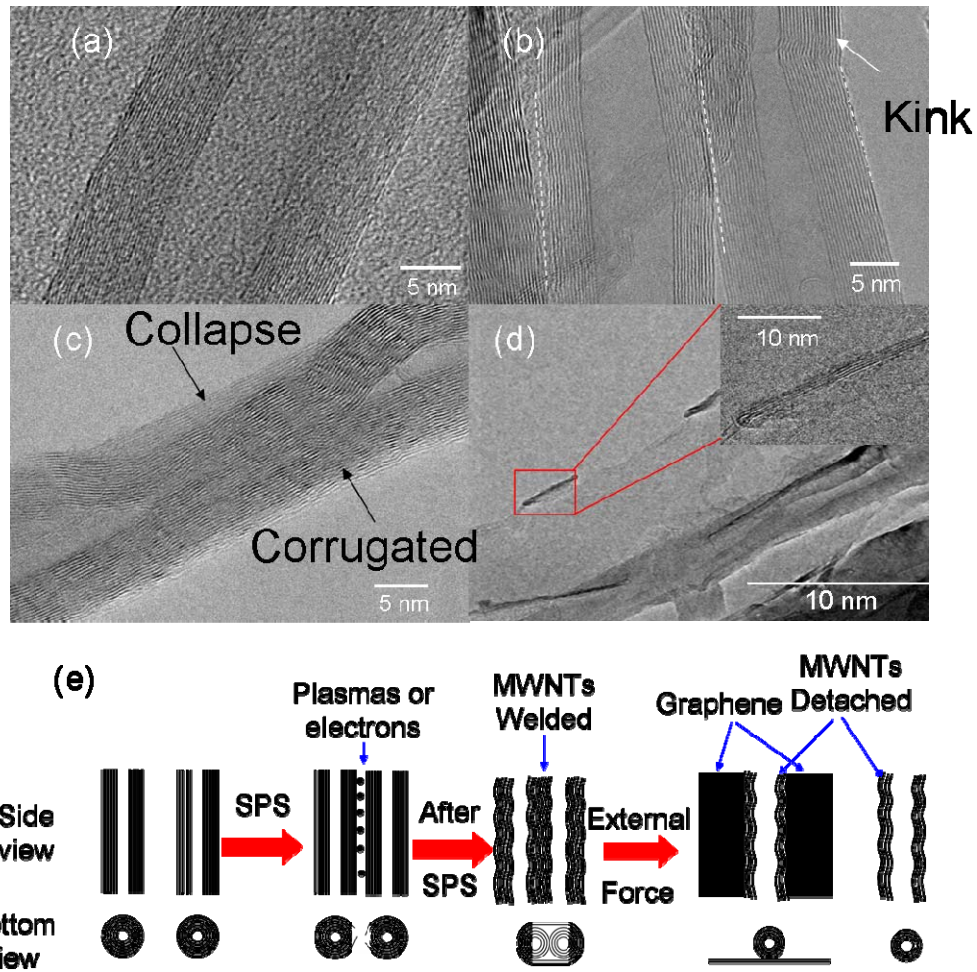 (a)
(b)
Kink
5 nm
5 nm
(c)
Collapse
Corrugated
5 nm
(d)
10 nm
10 nm
(e)
Plasmas or
electrons
MWNTs
Welded
Graphene
MWNTs
Detached
Side
view
SPS
After
SPS
External
Force
ottom
iew